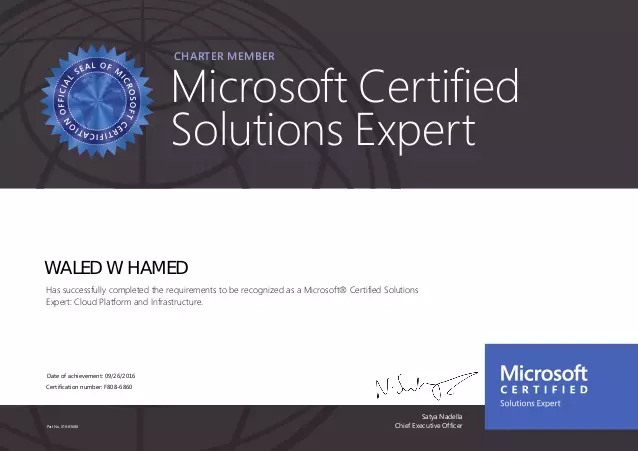 CHARTER MEMBER
OFFICIAL SEAL OF MICROSOFT CERTIFICATION
Microsoft Certified
Solutions Expert
WALED W HAMED
Has successfully completed the requirements to be recognized as a Microsoft® Certified Solutions
Expert: Cloud Platform and Infrastructure.
Date of achievement: 09/26/2016
Certification number: F808-6860
Satya Nadella
Chief Executive Officer
Part No.
Microsoft
CERTIFIED
Solutions Expert